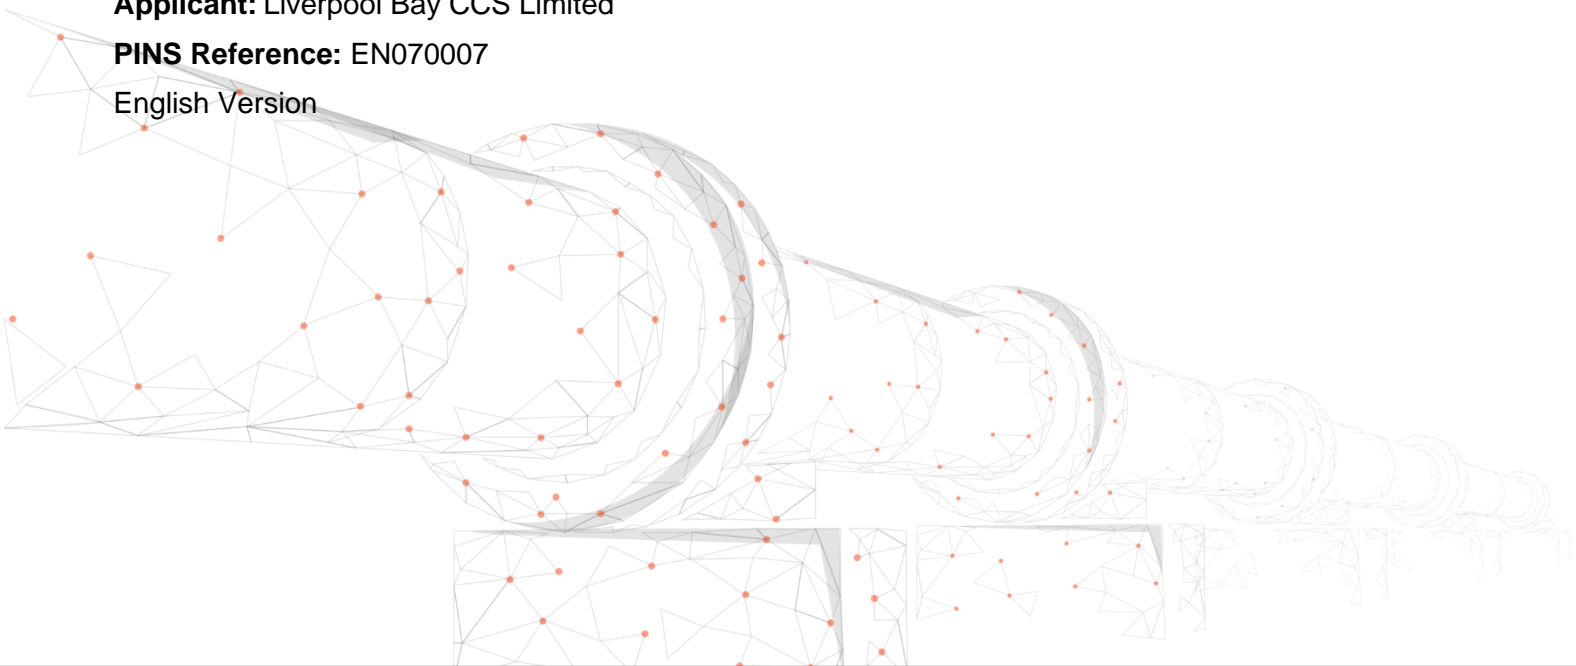 Applicant: Liverpool Bay CCS Limited
PINS Reference: EN070007
English Version